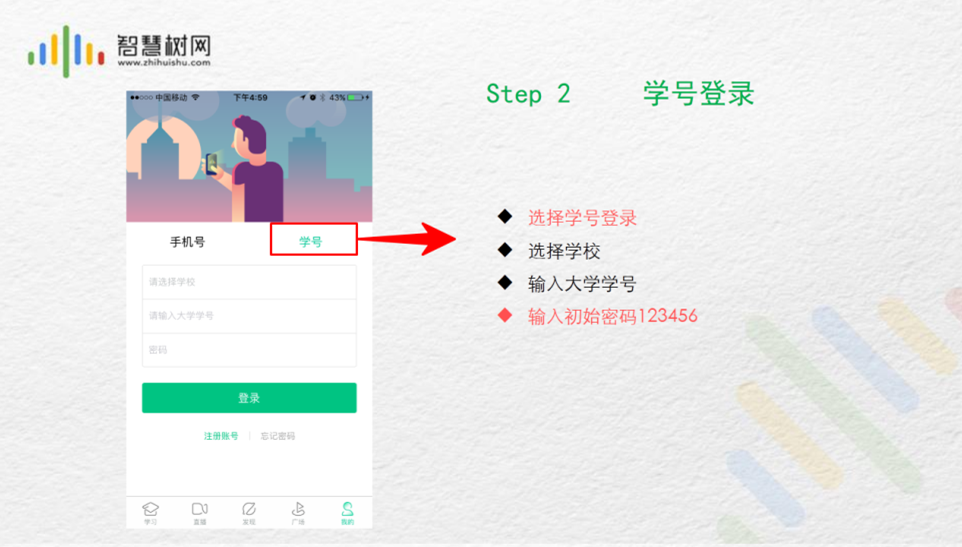 智慧树网
www.zhihuishu.com
Step 2 学号登录
中国移动 下午4:59 43%
手机号 学号
请选择学校
请输入大学学号
密码
登录
注册账号 | 忘记密码
学习 直播 发现 广场 我的
选择学号登录
选择学校
输入大学学号
输入初始密码123456